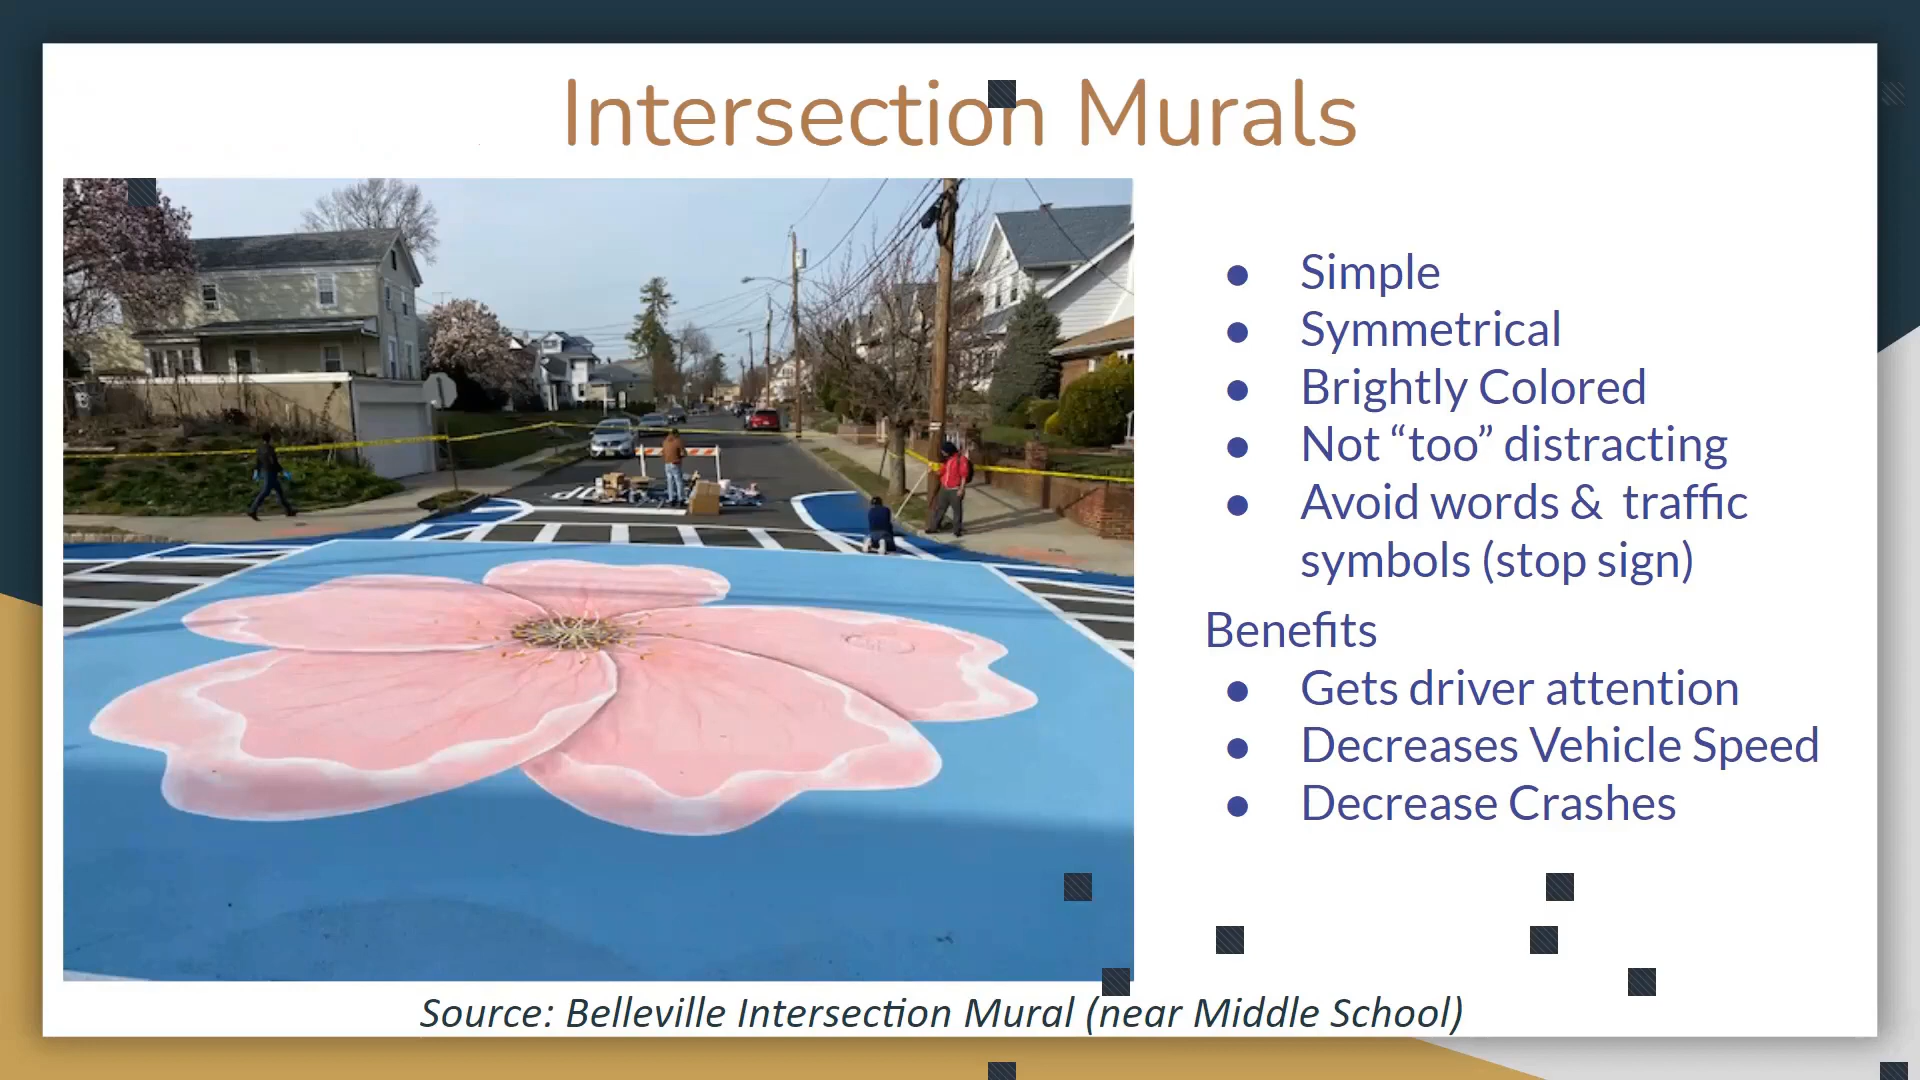 Intersection Murals
● Simple
● Symmetrical
● Brightly Colored
● Not “too” distracting
● Avoid words & traffic
symbols (stop sign)
Benefits
● Gets driver attention
● Decreases Vehicle Speed
● Decrease Crashes
Source: Belleville Intersection Mural (near Middle School)